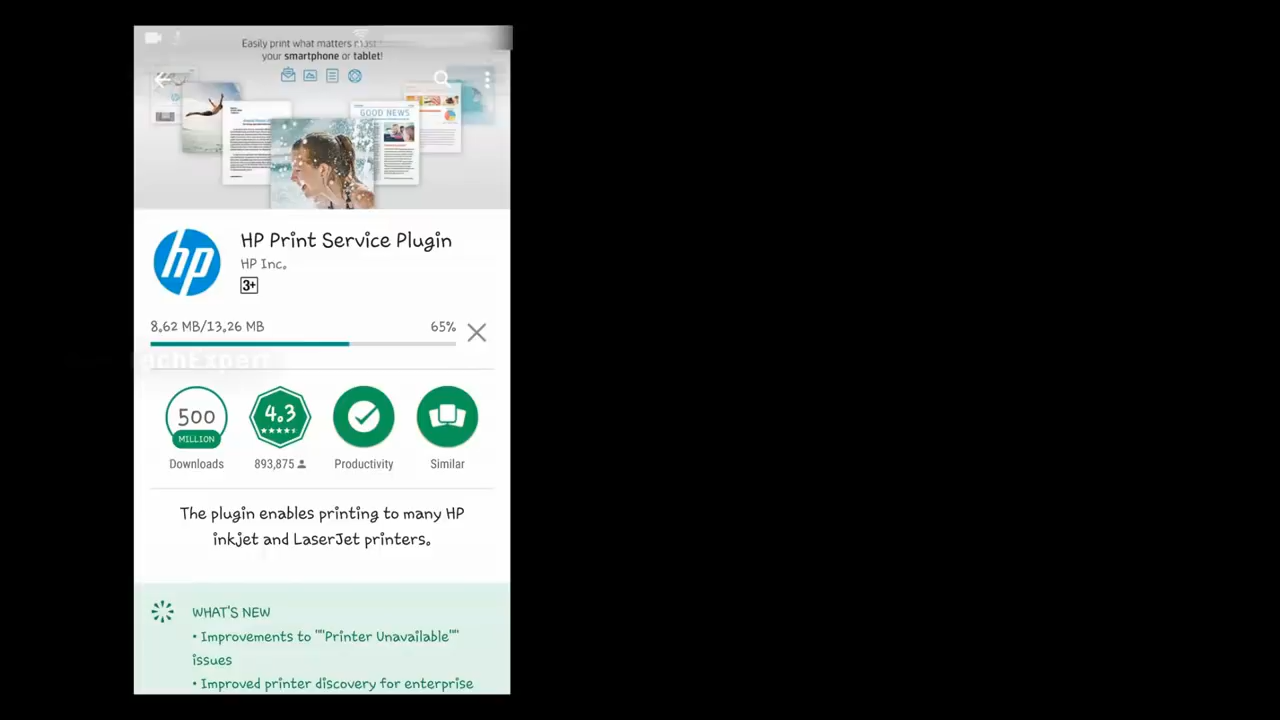 Easily print what matters most
your smartphone or tablet!
GOOD NEWS
hp
HP Print Service Plugin
HP Inc.
3+
8.62 MB/13.26 MB 65%
500 MILLION
4.3
Downloads 893,875 Productivity Similar
The plugin enables printing to many HP
inkjet and LaserJet printers.
WHAT'S NEW
• Improvements to ""Printer Unavailable""
issues
• Improved printer discovery for enterprise